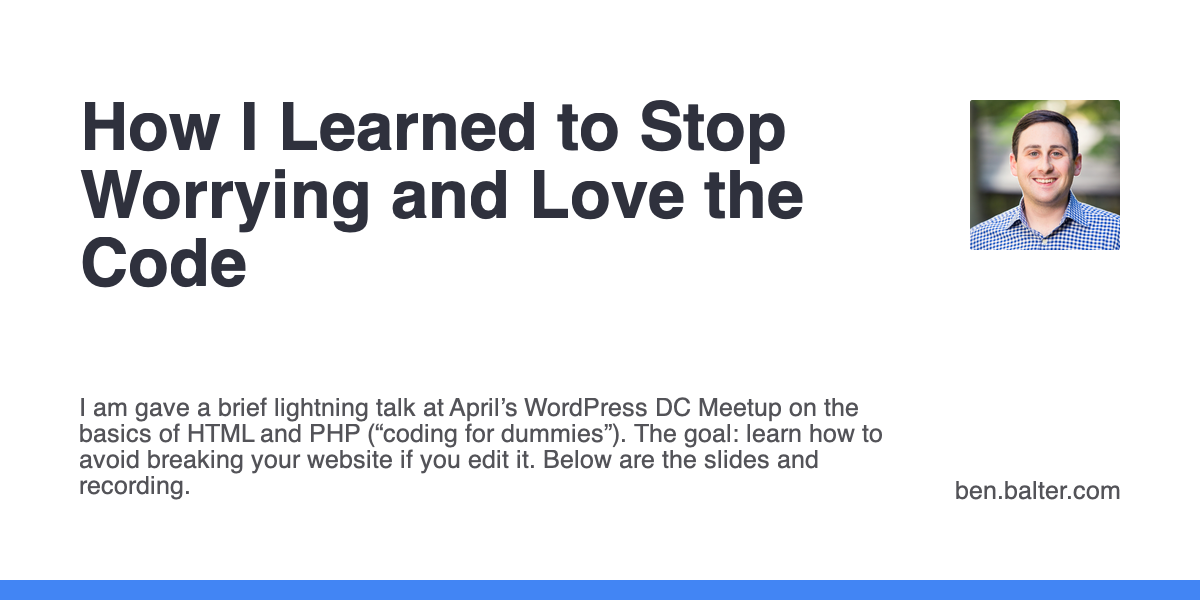 How I Learned to Stop
Worrying and Love the
Code
I am gave a brief lightning talk at April’s WordPress DC Meetup on the
basics of HTML and PHP (“coding for dummies”). The goal: learn how to
avoid breaking your website if you edit it. Below are the slides and
recording.
ben.balter.com